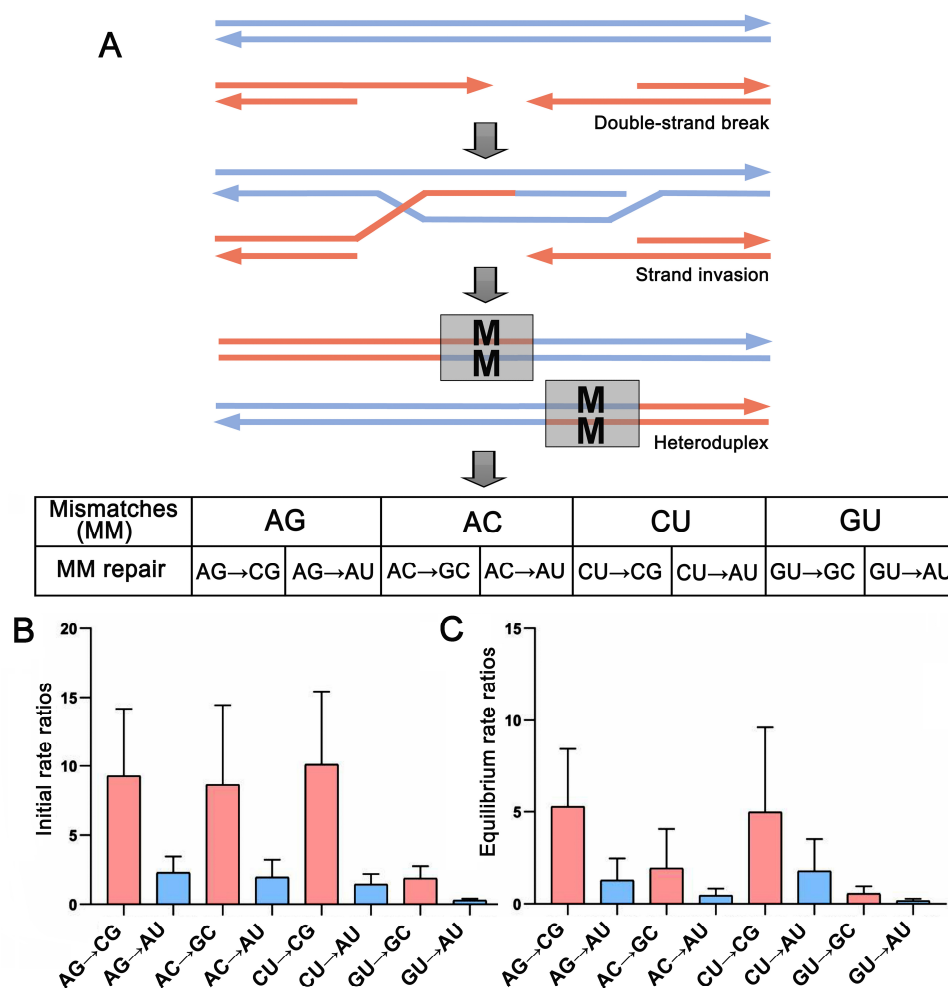 A
Double-strand break
Strand invasion
M
M
M
M
Heteroduplex
Mismatches (MM) AG AC CU GU
MM repair AG→CG AG→AU AC→GC AC→AU CU→CG CU→AU GU→GC GU→AU
B
Initial rate ratios
20
15
10
5
0
AG→CG AG→AU AC→GC AC→AU CU→CG CU→AU GU→GC GU→AU
C
Equilibrium rate ratios
15
10
5
0
AG→CG AG→AU AC→GC AC→AU CU→CG CU→AU GU→GC GU→AU